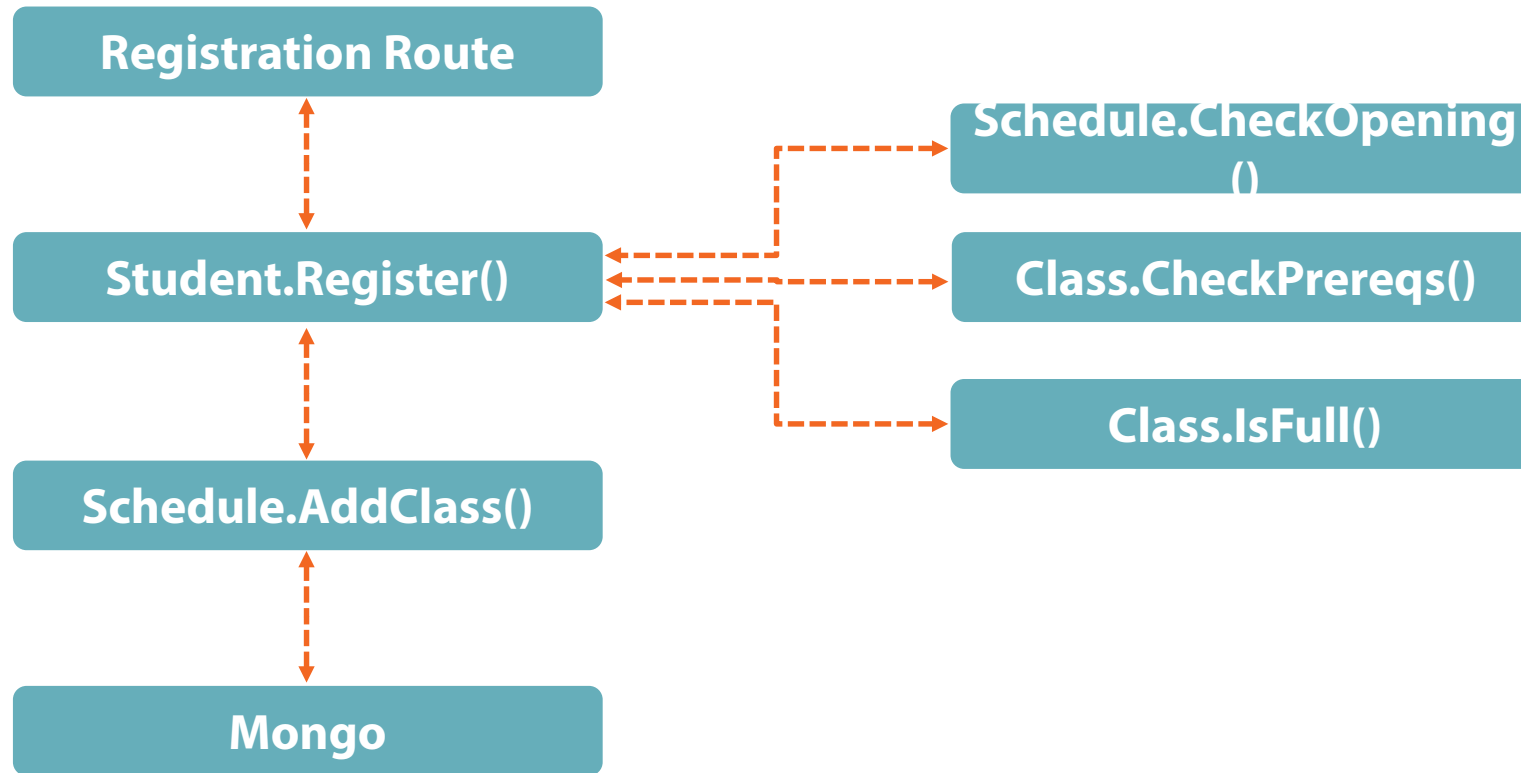 Registration Route
Schedule.CheckOpening
()
Student.Register()
Class.CheckPrereqs()
Class.IsFull()
Schedule.AddClass()
Mongo